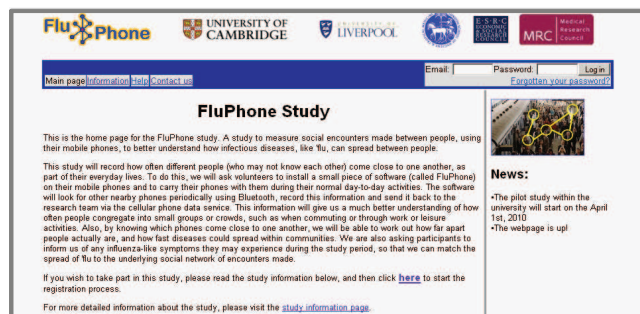 FluPhone
UNIVERSITY OF
CAMBRIDGE
UNIVERSITY OF
LIVERPOOL
E·S·R·C
ECONOMIC
& SOCIAL
RESEARCH
COUNCIL
MRC
Medical
Research
Council
Email: Password: Log in
Main page Information Help Contact us
Forgotten your password?
FluPhone Study
This is the home page for the FluPhone study. A study to measure social encounters made between people, using
their mobile phones, to better understand how infectious diseases, like 'flu, can spread between people.
This study will record how often different people (who may not know each other) come close to one another, as
part of their everyday lives. To do this, we will ask volunteers to install a small piece of software (called FluPhone)
on their mobile phones and to carry their phones with them during their normal day-to-day activities. The software
will look for other nearby phones periodically using Bluetooth, record this information and send it back to the
research team via the cellular phone data service. This information will give us a much better understanding of how
often people congregate into small groups or crowds, such as when commuting or through work or leisure
activities. Also, by knowing which phones come close to one another, we will be able to work out how far apart
people actually are, and how fast diseases could spread within communities. We are also asking participants to
inform us of any influenza-like symptoms they may experience during the study period, so that we can match the
spread of 'flu to the underlying social network of encounters made.
If you wish to take part in this study, please read the study information below, and then click here to start the
registration process.
For more detailed information about the study, please visit the study information page.
News:
•The pilot study within the
university will start on the April
1st, 2010
•The webpage is up!